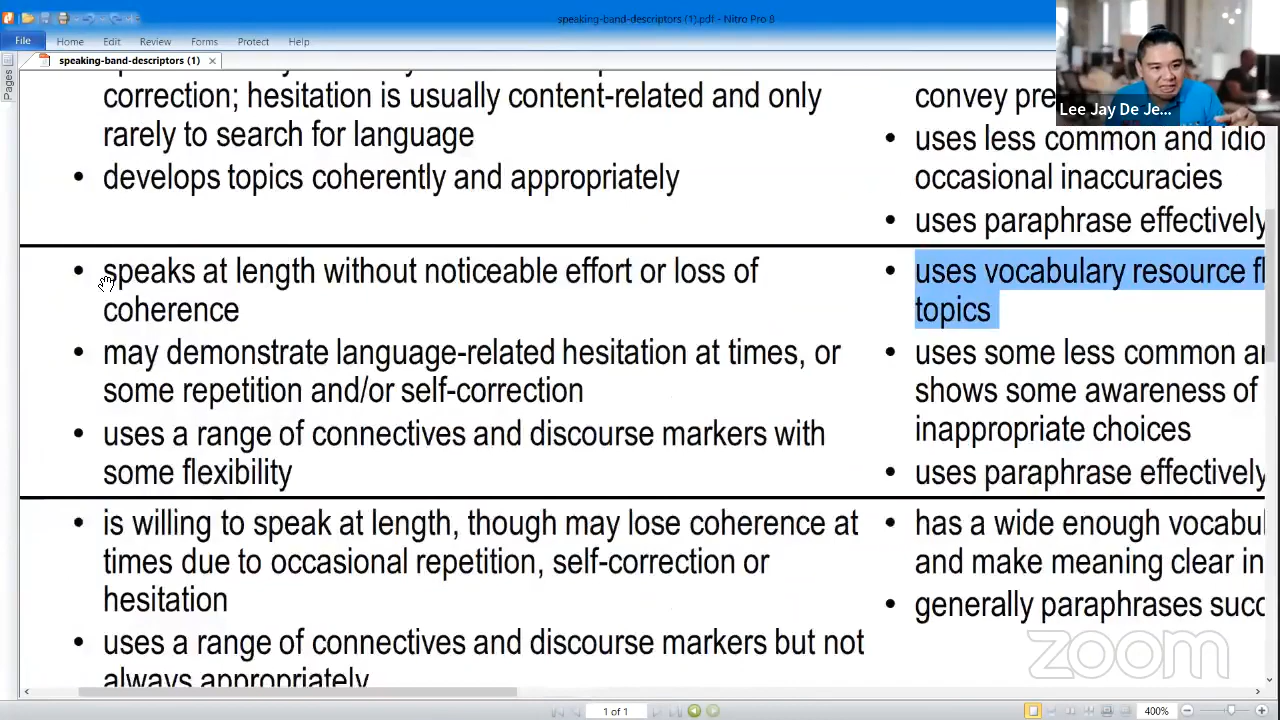 speaking-band-descriptors (1).pdf - Nitro Pro 8
File Home Edit Review Forms Protect Help
speaking-band-descriptors (1)
Pages
Lee Jay De Je...
correction; hesitation is usually content-related and only
rarely to search for language
• develops topics coherently and appropriately
convey pre
• uses less common and idio
occasional inaccuracies
• uses paraphrase effectively
• speaks at length without noticeable effort or loss of
coherence
• may demonstrate language-related hesitation at times, or
some repetition and/or self-correction
• uses a range of connectives and discourse markers with
some flexibility
• uses vocabulary resource fl
topics
• uses some less common an
shows some awareness of
inappropriate choices
• uses paraphrase effectively
• is willing to speak at length, though may lose coherence at
times due to occasional repetition, self-correction or
hesitation
• uses a range of connectives and discourse markers but not
always appropriately
• has a wide enough vocabul
and make meaning clear in
• generally paraphrases succ
zoom
1 of 1
400%